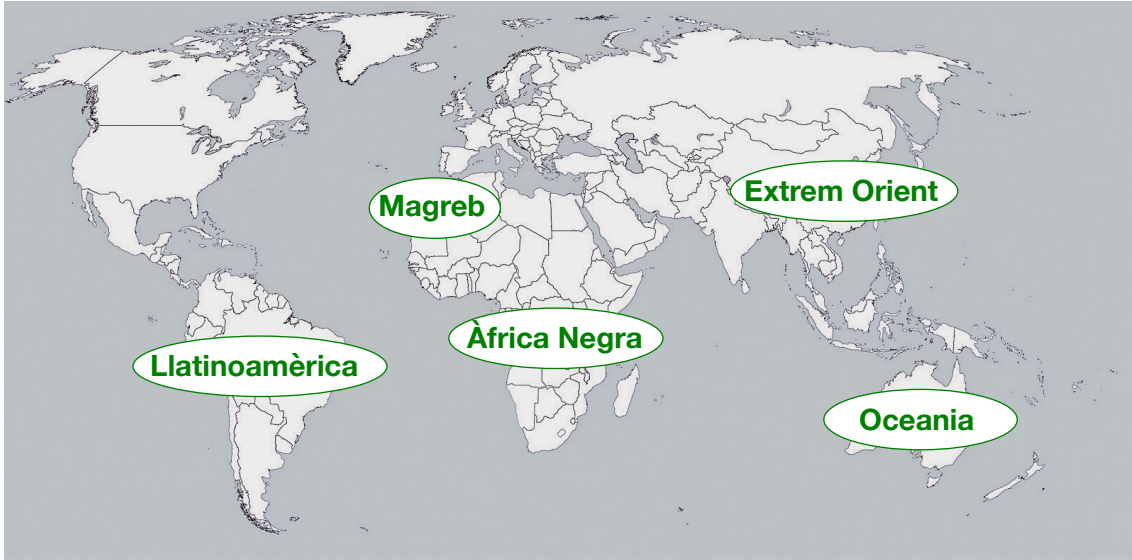 Extrem Orient
Magreb
Àfrica Negra
Llatinoamèrica
Oceania